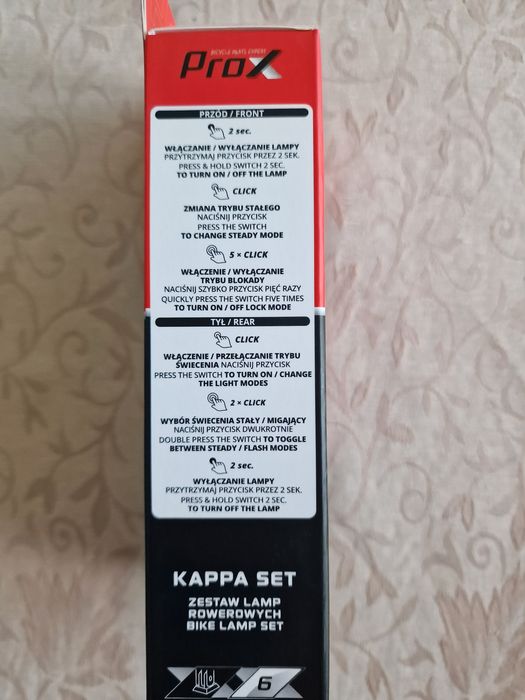 BICYCLE PARTS EXPERT
ProX
PRZÓD / FRONT
2 sec.
WŁĄCZANIE / WYŁĄCZANIE LAMPY
PRZYTRZYMAJ PRZYCISK PRZEZ 2 SEK.
PRESS & HOLD SWITCH 2 SEC.
TO TURN ON / OFF THE LAMP
CLICK
ZMIANA TRYBU STAŁEGO
NACIŚNIJ PRZYCISK
PRESS THE SWITCH
TO CHANGE STEADY MODE
5 × CLICK
WŁĄCZENIE / WYŁĄCZANIE
TRYBU BLOKADY
NACIŚNIJ SZYBKO PRZYCISK PIĘĆ RAZY
QUICKLY PRESS THE SWITCH FIVE TIMES
TO TURN ON / OFF LOCK MODE
TYŁ / REAR
CLICK
WŁĄCZENIE / PRZEŁĄCZANIE TRYBU
ŚWIECENIA NACIŚNIJ PRZYCISK
PRESS THE SWITCH TO TURN ON / CHANGE
THE LIGHT MODES
2 × CLICK
WYBÓR ŚWIECENIA STAŁY / MIGAJĄCY
NACIŚNIJ PRZYCISK DWUKROTNIE
DOUBLE PRESS THE SWITCH TO TOGGLE
BETWEEN STEADY / FLASH MODES
2 sec.
WYŁĄCZANIE LAMPY
PRZYTRZYMAJ PRZYCISK PRZEZ 2 SEK.
PRESS & HOLD SWITCH 2 SEC.
TO TURN OFF THE LAMP
KAPPA SET
ZESTAW LAMP
ROWEROWYCH
BIKE LAMP SET
6